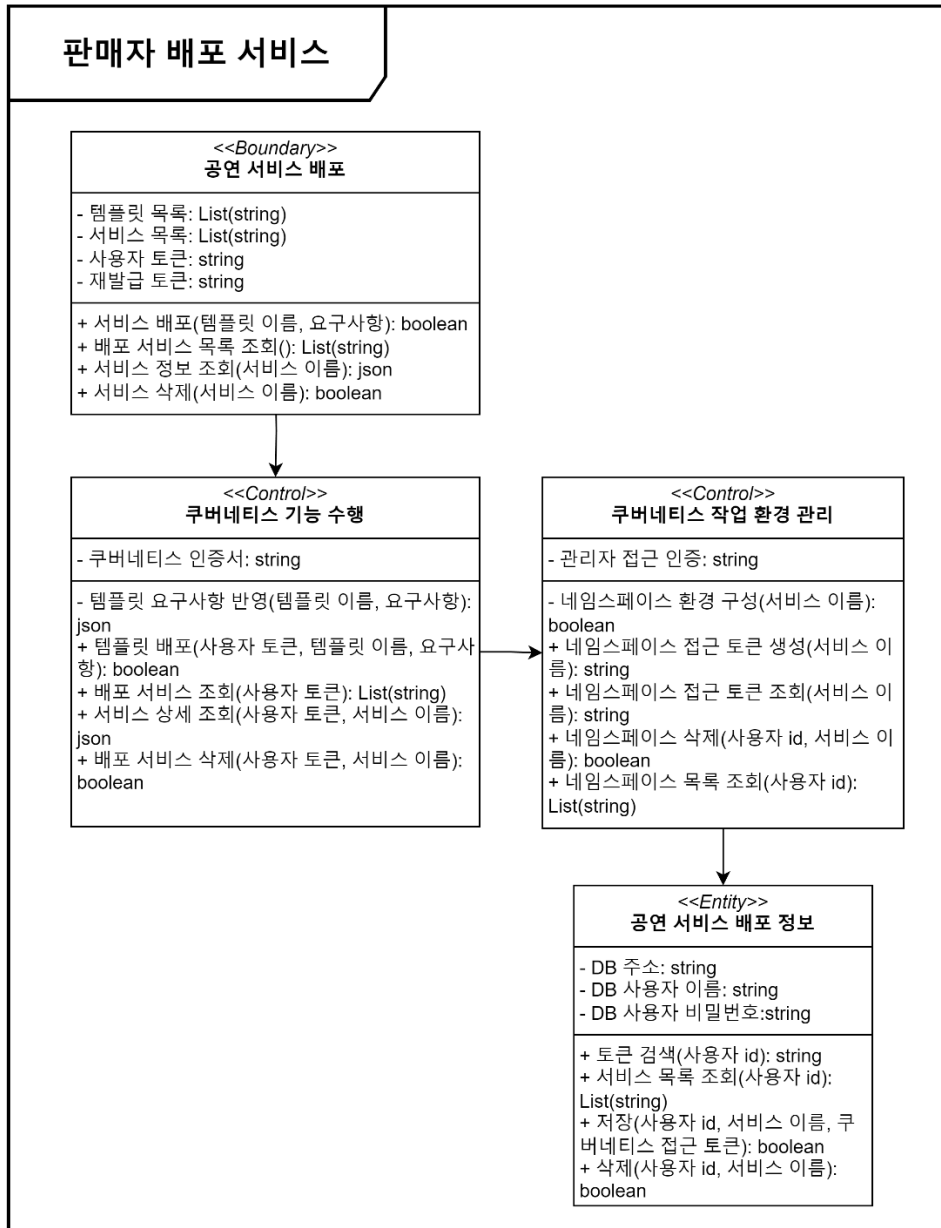 판매자 배포 서비스
<<Boundary>>
공연 서비스 배포
- 템플릿 목록: List(string)
- 서비스 목록: List(string)
- 사용자 토큰: string
- 재발급 토큰: string
+ 서비스 배포(템플릿 이름, 요구사항): boolean
+ 배포 서비스 목록 조회(): List(string)
+ 서비스 정보 조회(서비스 이름): json
+ 서비스 삭제(서비스 이름): boolean
<<Control>>
쿠버네티스 기능 수행
- 쿠버네티스 인증서: string
- 템플릿 요구사항 반영(템플릿 이름, 요구사항):
json
+ 템플릿 배포(사용자 토큰, 템플릿 이름, 요구사
항): boolean
+ 배포 서비스 조회(사용자 토큰): List(string)
+ 서비스 상세 조회(사용자 토큰, 서비스 이름):
json
+ 배포 서비스 삭제(사용자 토큰, 서비스 이름):
boolean
<<Control>>
쿠버네티스 작업 환경 관리
- 관리자 접근 인증: string
- 네임스페이스 환경 구성(서비스 이름):
boolean
+ 네임스페이스 접근 토큰 생성(서비스 이
름): string
+ 네임스페이스 접근 토큰 조회(서비스 이
름): string
+ 네임스페이스 삭제(사용자 id, 서비스 이
름): boolean
+ 네임스페이스 목록 조회(사용자 id):
List(string)
<<Entity>>
공연 서비스 배포 정보
- DB 주소: string
- DB 사용자 이름: string
- DB 사용자 비밀번호:string
+ 토큰 검색(사용자 id): string
+ 서비스 목록 조회(사용자 id):
List(string)
+ 저장(사용자 id, 서비스 이름, 쿠
버네티스 접근 토큰): boolean
+ 삭제(사용자 id, 서비스 이름):
boolean